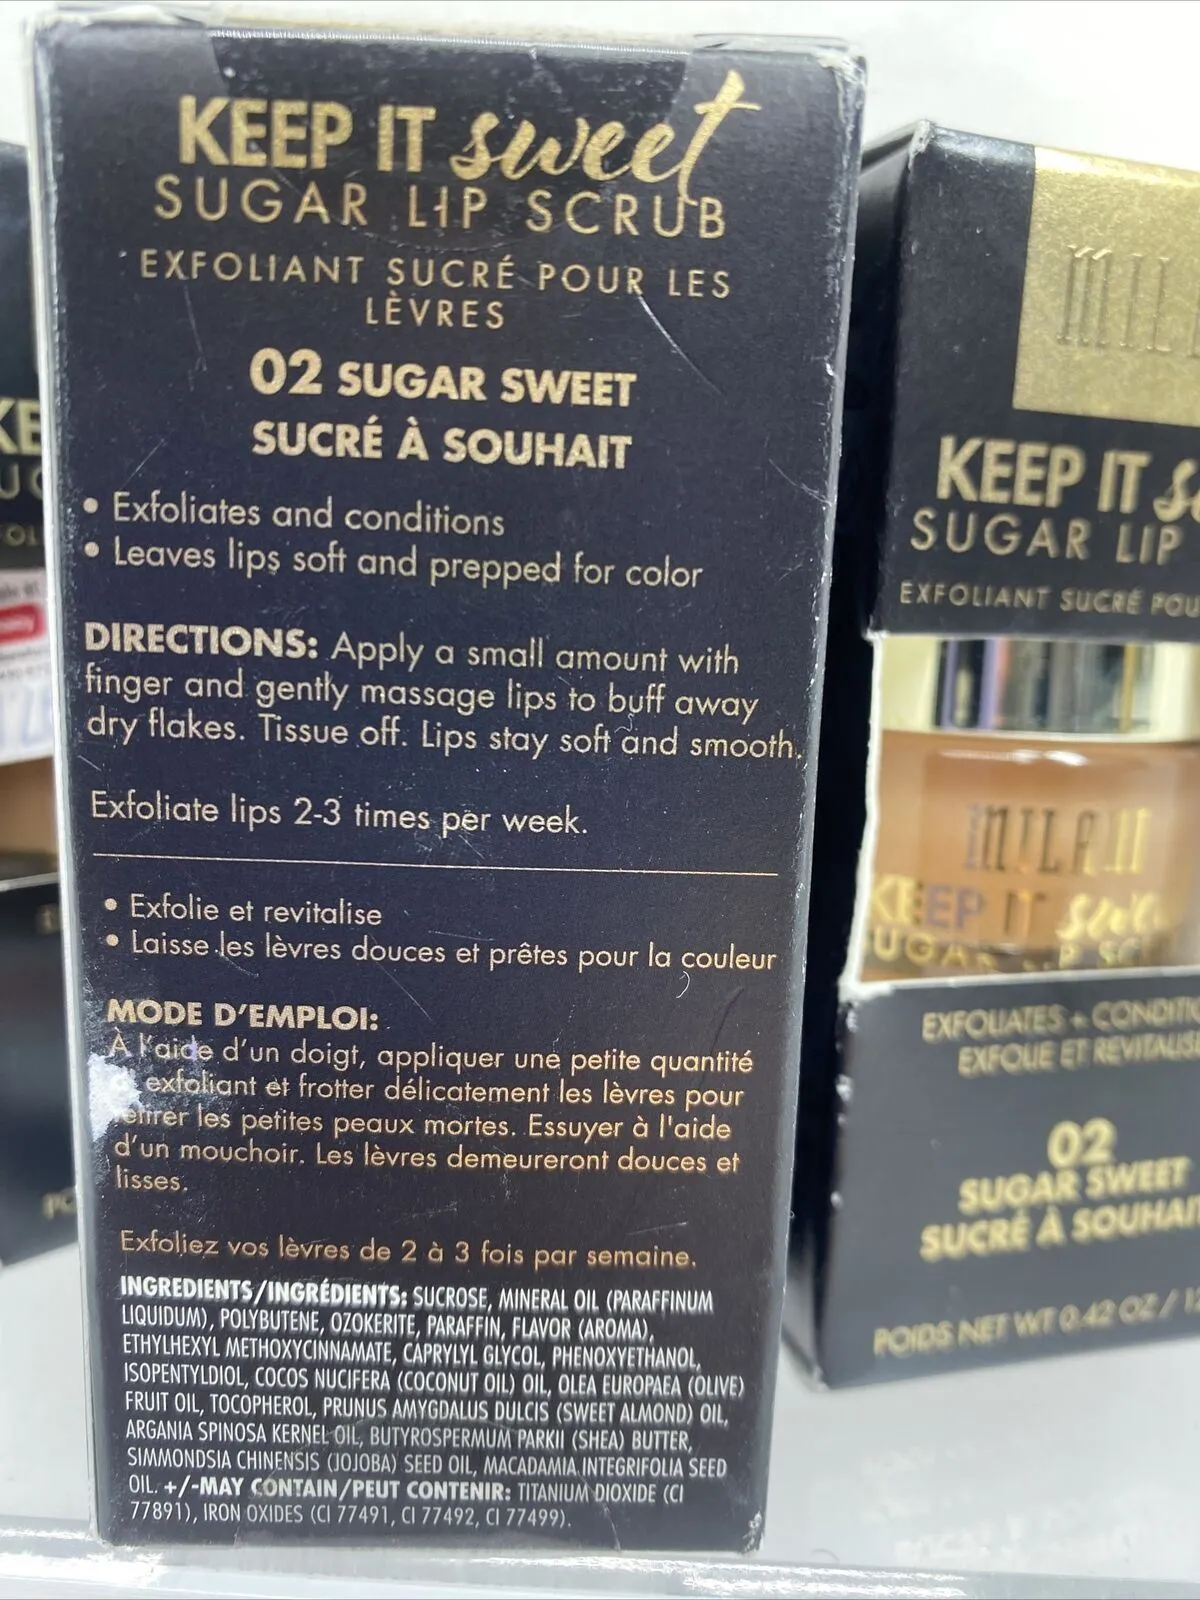 KEEP IT sweet
SUGAR LIP SCRUB
EXFOLIANT SUCRÉ POUR LES
LÈVRES
02 SUGAR SWEET
SUCRÉ À SOUHAIT
• Exfoliates and conditions
• Leaves lips soft and prepped for color
DIRECTIONS: Apply a small amount with
finger and gently massage lips to buff away
dry flakes. Tissue off. Lips stay soft and smooth.
Exfoliate lips 2-3 times per week.
• Exfolie et revitalise
• Laisse les lèvres douces et prêtes pour la couleur
MODE D'EMPLOI:
À l'aide d'un doigt, appliquer une petite quantité
exfoliant et frotter délicatement les lèvres pour
les petites peaux mortes. Essuyer à l'aide
d'un mouchoir. Les lèvres demeureront douces et
lisses.
Exfoliez vos lèvres de 2 à 3 fois par semaine.
INGREDIENTS/INGRÉDIENTS: SUCROSE, MINERAL OIL (PARAFFINUM
LIQUIDUM), POLYBUTENE, OZOKERITE, PARAFFIN, FLAVOR (AROMA),
ETHYLHEXYL METHOXYCINNAMATE, CAPRYLYL GLYCOL, PHENOXYETHANOL,
ISOPENTYLDIOL, COCOS NUCIFERA (COCONUT OIL) OIL, OLEA EUROPAEA (OLIVE)
FRUIT OIL, TOCOPHEROL, PRUNUS AMYGDALUS DULCIS (SWEET ALMOND) OIL,
ARGANIA SPINOSA KERNEL OIL, BUTYROSPERMUM PARKII (SHEA) BUTTER,
SIMMONDSIA CHINENSIS (JOJOBA) SEED OIL, MACADAMIA INTEGRIFOLIA SEED
OIL. +/-MAY CONTAIN/PEUT CONTENIR: TITANIUM DIOXIDE (CI
77891), IRON OXIDES (CI 77491, CI 77492, CI 77499).
MIL
KEEP IT s
SUGAR LIP
EXFOLIANT SUCRÉ POU
MILANI
KEEP IT swe
SUGAR LIP SC
EXFOLIATES + CONDITIO
EXFOLIE ET REVITALISE
02
SUGAR SWEET
SUCRÉ À SOUHAIT
POIDS NET WT 0.42 OZ / 1